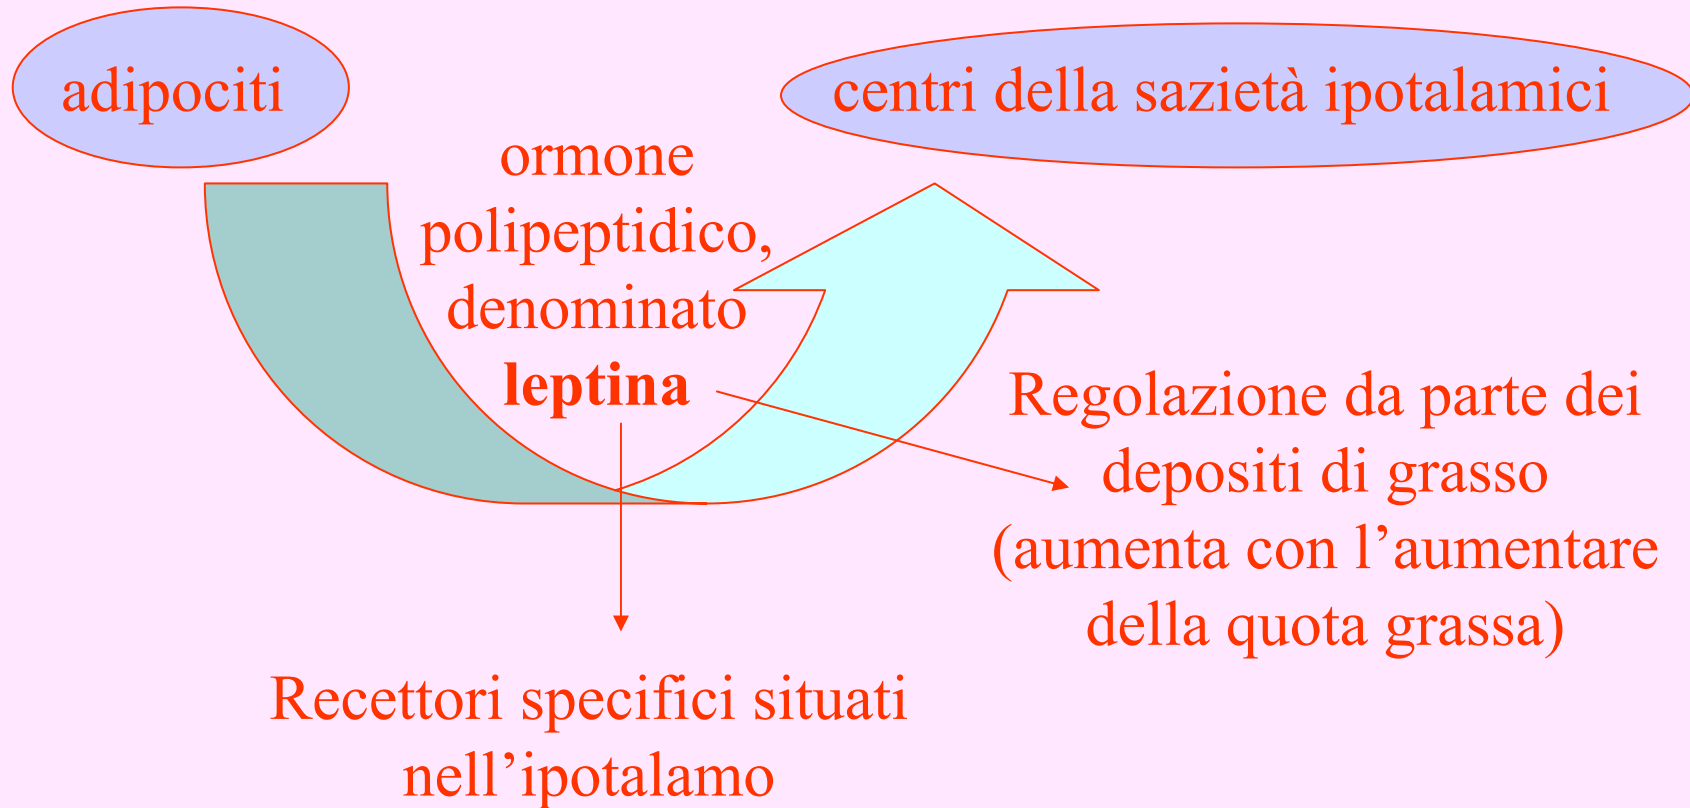 adipociti
centri della sazietà ipotalamici
ormone
polipeptidico,
denominato
leptina
Regolazione da parte dei
depositi di grasso
(aumenta con l’aumentare
della quota grassa)
Recettori specifici situati
nell’ipotalamo